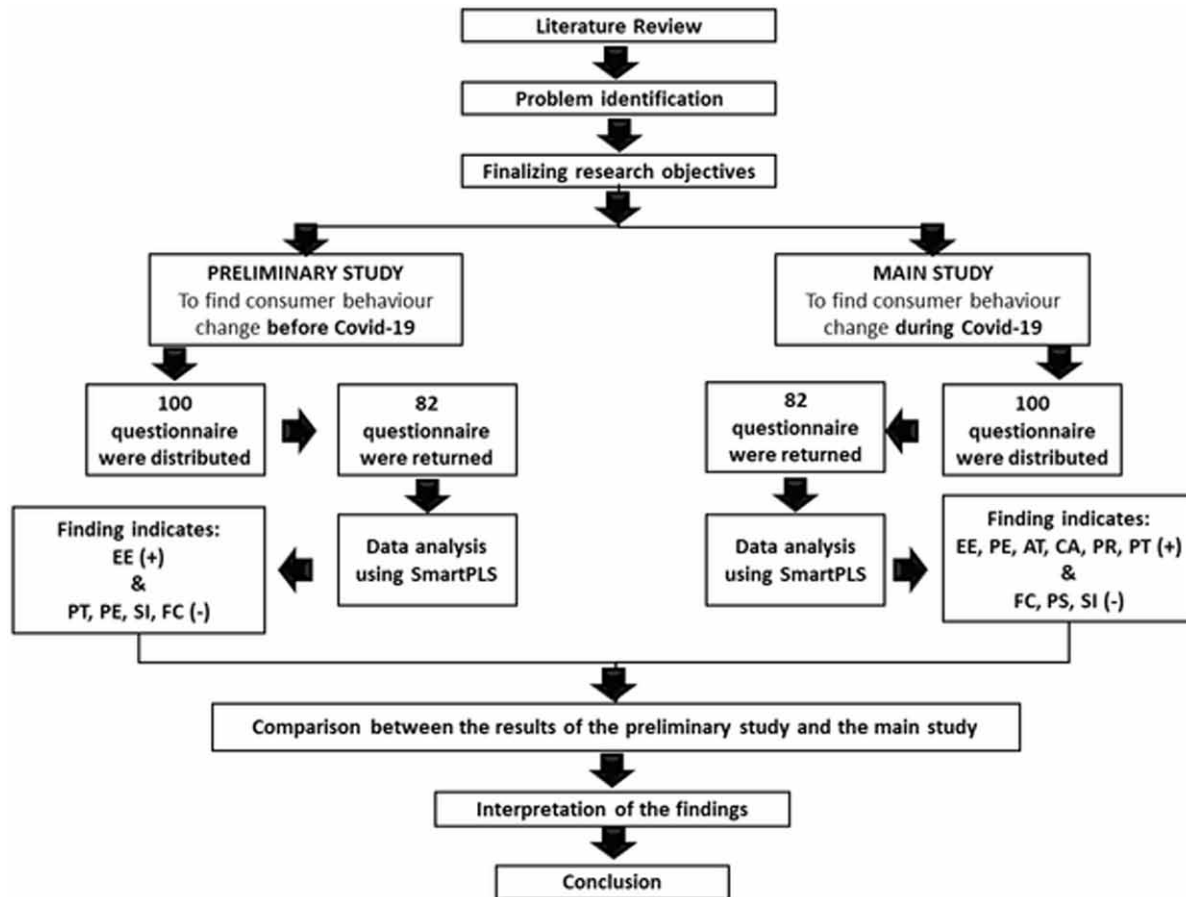 Literature Review
Problem identification
Finalizing research objectives
PRELIMINARY STUDY
To find consumer behaviour
change before Covid-19
MAIN STUDY
To find consumer behaviour
change during Covid-19
100
questionnaire
were distributed
82
questionnaire
were returned
82
questionnaire
were returned
100
questionnaire
were distributed
Finding indicates:
EE (+)
&
PT, PE, SI, FC (-)
Data analysis
using SmartPLS
Data analysis
using SmartPLS
Finding indicates:
EE, PE, AT, CA, PR, PT (+)
&
FC, PS, SI (-)
Comparison between the results of the preliminary study and the main study
Interpretation of the findings
Conclusion